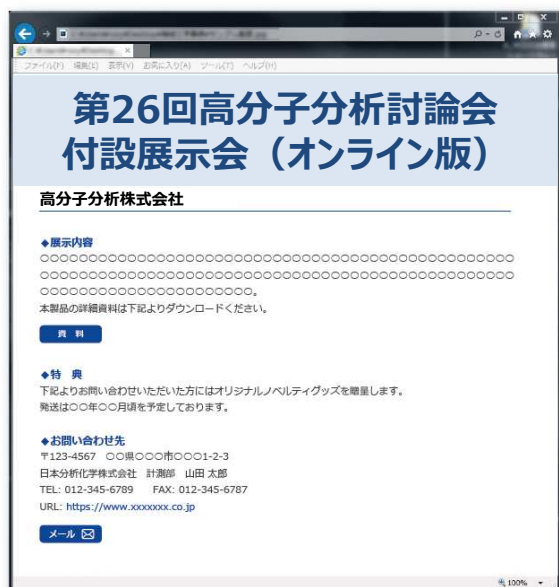 ファイル(F) 編集(E) 表示(V) お気に入り(A) ツール(T) ヘルプ(H)
第26回高分子分析討論会
付設展示会（オンライン版）
高分子分析株式会社
◆展示内容
○○○○○○○○○○○○○○○○○○○○○○○○○○○○○○○○○○○○○○○○○○○○○○○○○
○○○○○○○○○○○○○○○○○○○○○○○○○○○○○○○○○○○○○○○○○○○○○○○○○
○○○○○○○○○○○○○○○○○○○○○○。
本製品の詳細資料は下記よりダウンロードください。
資 料
◆特 典
下記よりお問い合わせいただいた方にはオリジナルノベルティグッズを贈呈します。
発送は○○年○○月頃を予定しております。
◆お問い合わせ先
〒123-4567 ○○県○○○市○○○1-2-3
日本分析化学株式会社 計測部 山田 太郎
TEL: 012-345-6789 FAX: 012-345-6787
URL: https://www.xxxxxxx.co.jp
メール
100%